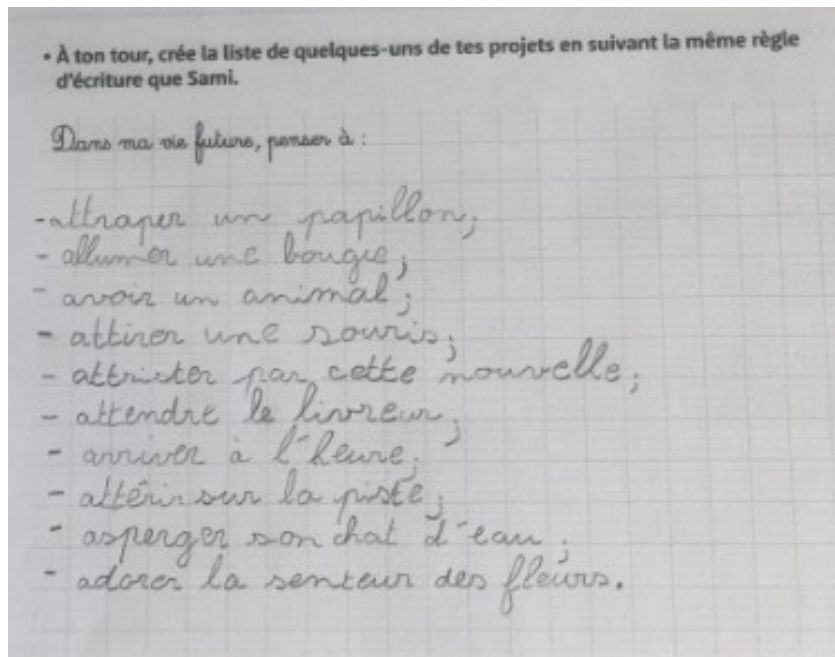 • À ton tour, crée la liste de quelques-uns de tes projets en suivant la même règle
d'écriture que Sami.
Dans ma vie future, penser à :
- attraper un papillon;
- allumer une bougie;
- avoir un animal;
- attirer une souris;
- attrister par cette nouvelle;
- attendre le livreur;
- arriver à l'heure;
- attérir sur la piste;
- asperger son chat d'eau;
- adorer la senteur des fleurs.